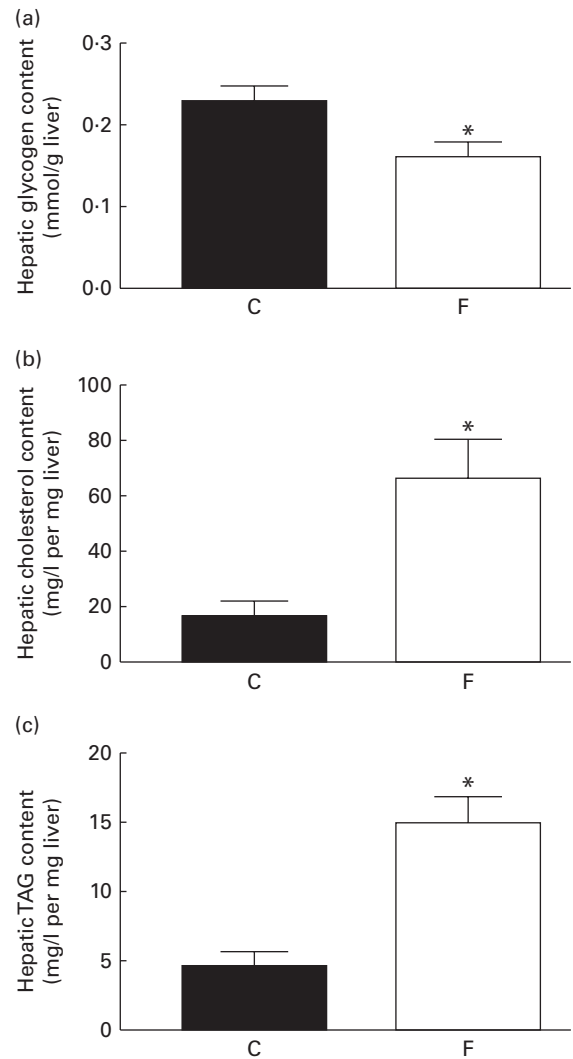 (a)
Hepatic glycogen content
(mmol/g liver)
0·3
0·2
0·1
0·0
*
C
F
(b)
Hepatic cholesterol content
(mg/l per mg liver)
100
80
60
40
20
0
*
C
F
(c)
Hepatic TAG content
(mg/l per mg liver)
20
15
10
5
0
*
C
F